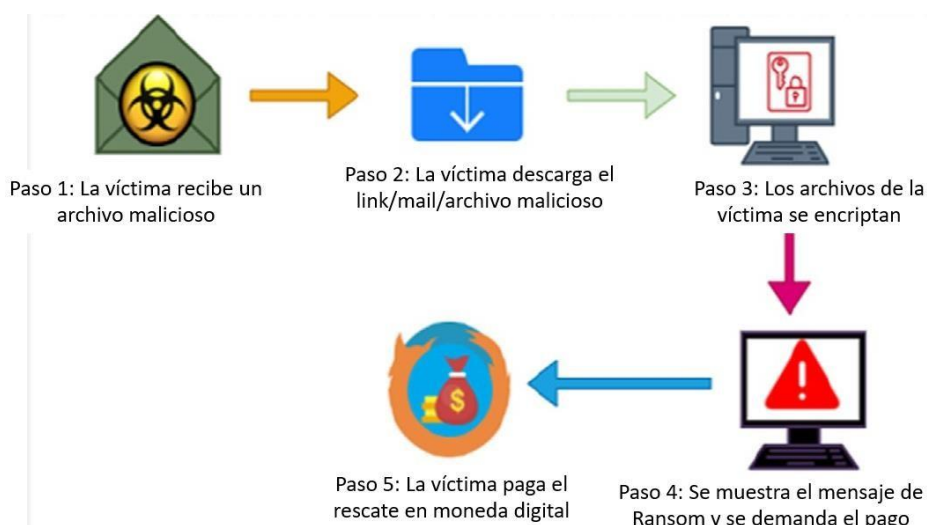 Paso 1: La víctima recibe un
archivo malicioso
Paso 2: La víctima descarga el
link/mail/archivo malicioso
Paso 3: Los archivos de la
víctima se encriptan
Paso 4: Se muestra el mensaje de
Ransom y se demanda el pago
Paso 5: La víctima paga el
rescate en moneda digital